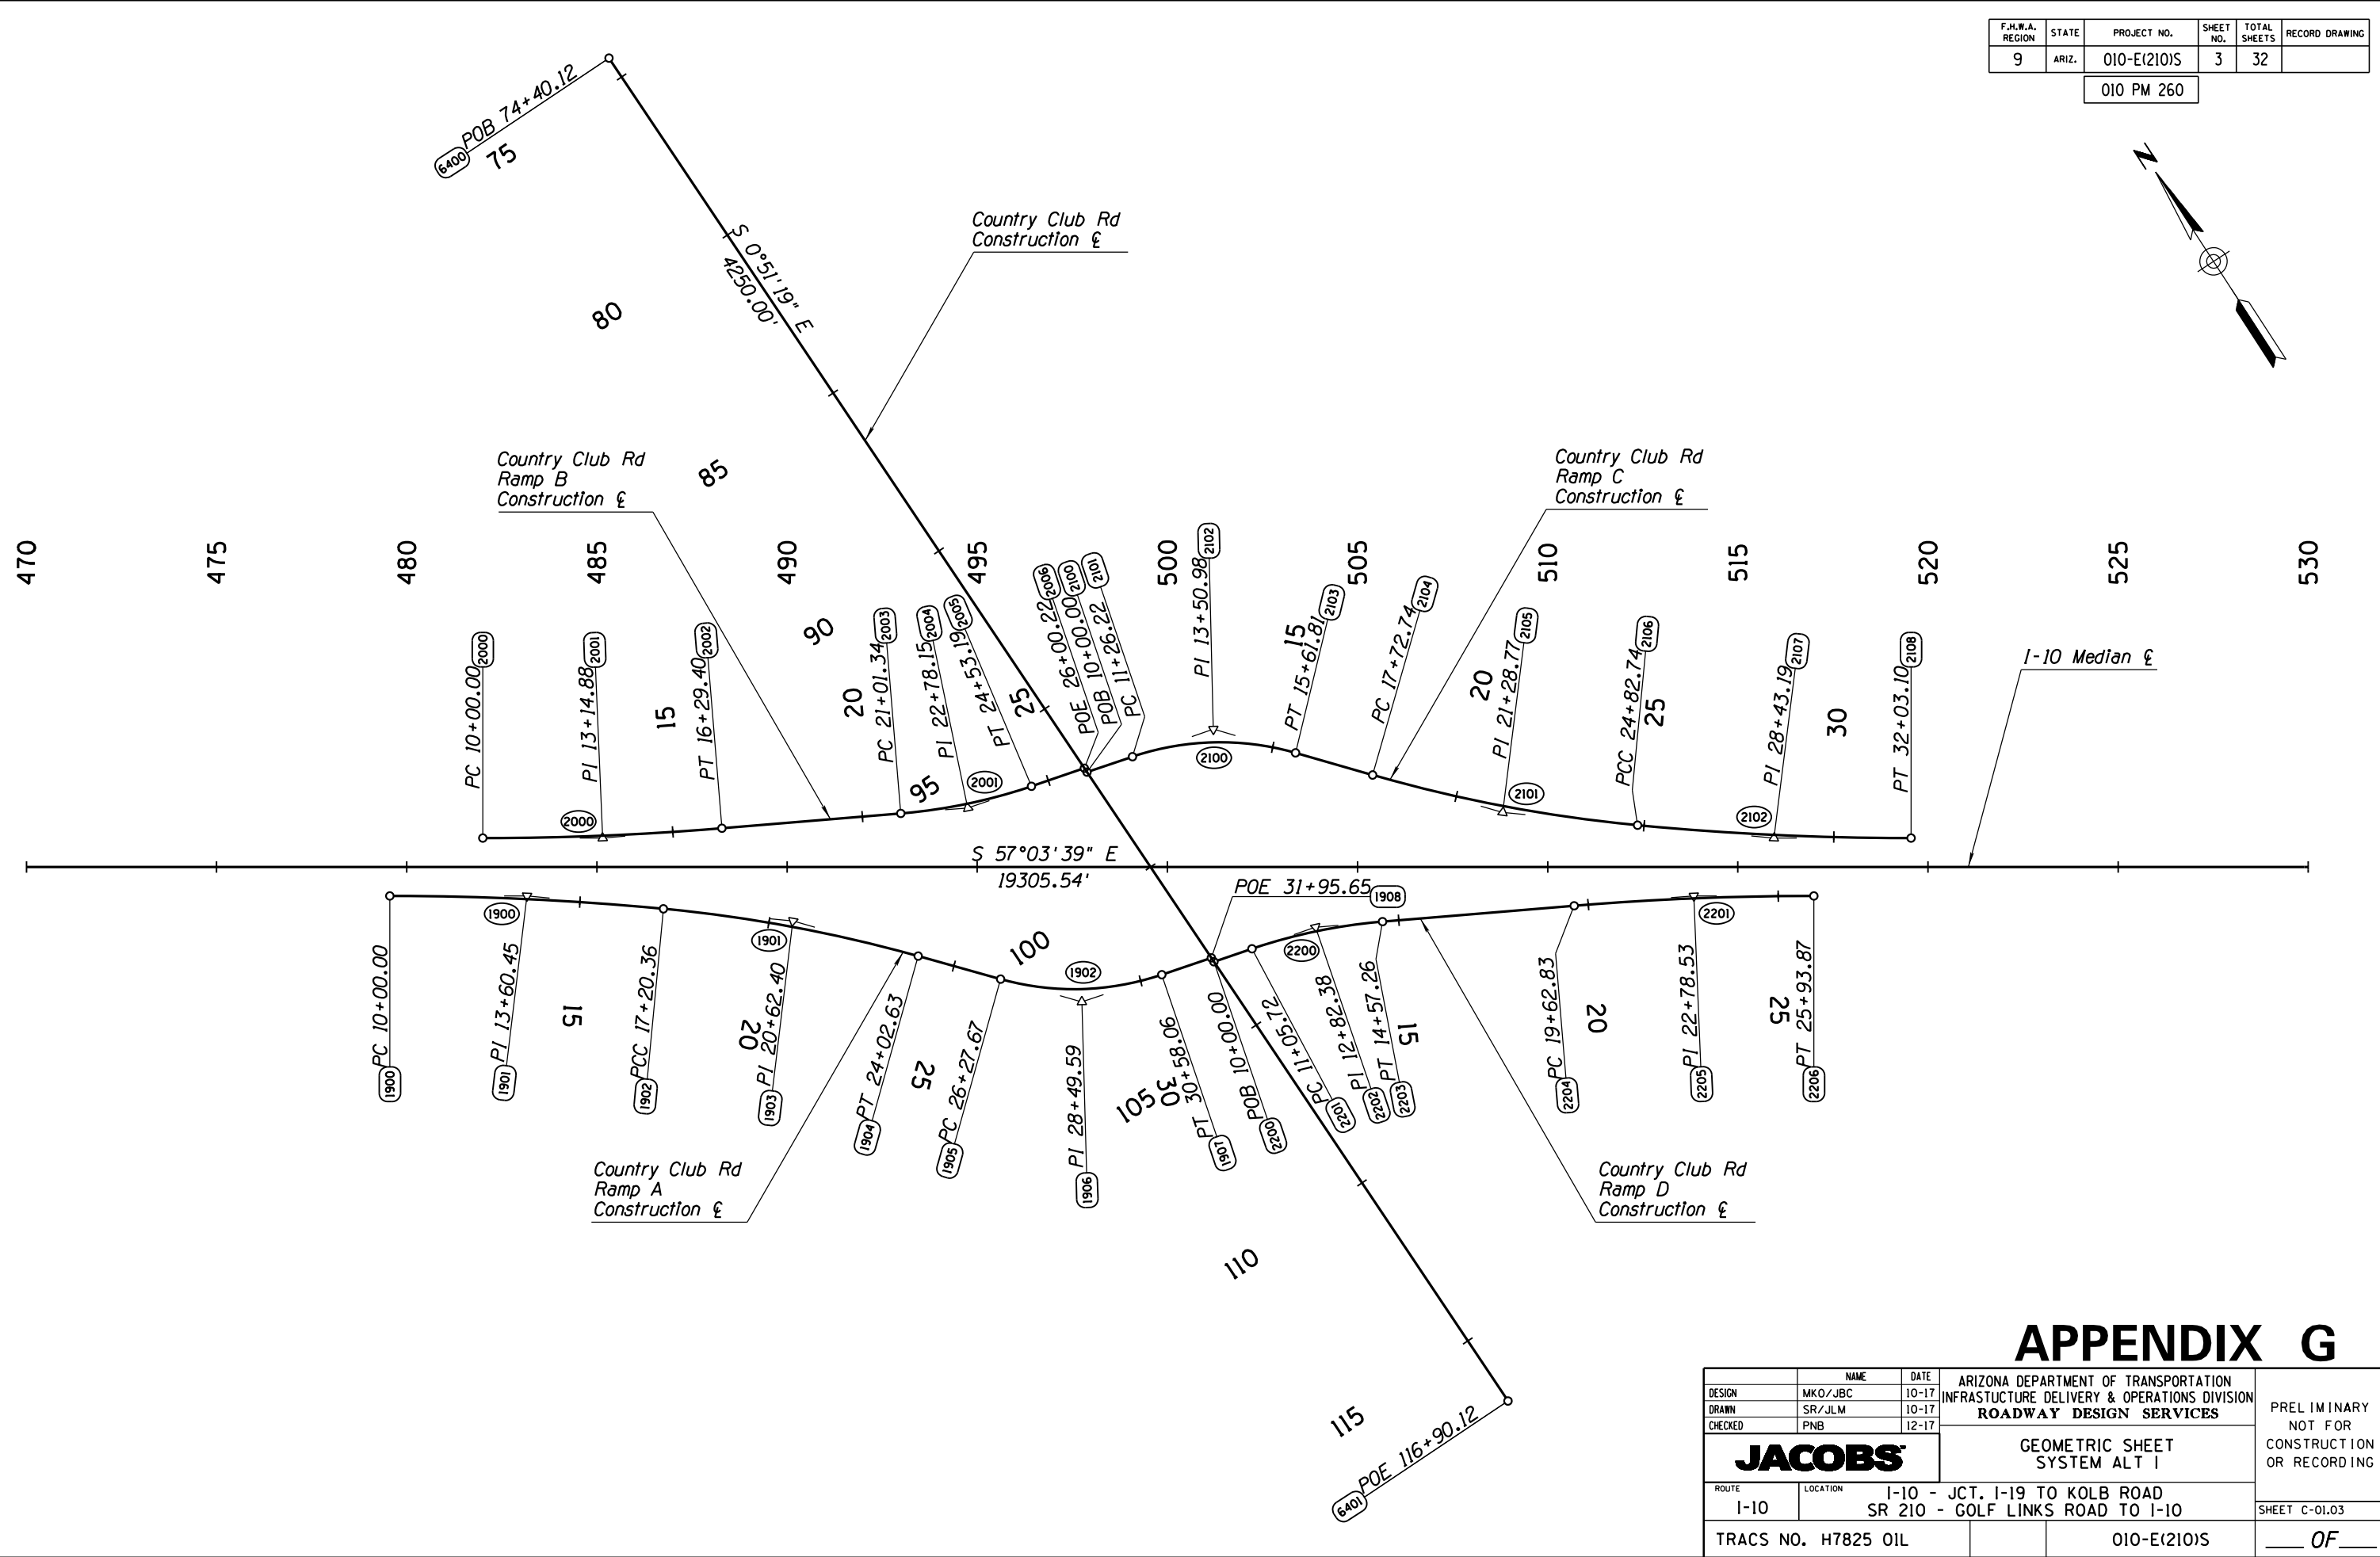 F.H.W.A. REGION STATE PROJECT NO. SHEET NO. TOTAL SHEETS RECORD DRAWING
9 ARIZ. 010-E(210)S 3 32
010 PM 260
N
POB 74+40.12
6400
75
S 0°51'19" E
4250.00'
Country Club Rd
Construction ℄
80
85
90
95
100
105
110
115
Country Club Rd
Ramp B
Construction ℄
Country Club Rd
Ramp C
Construction ℄
470
475
480
485
490
495
500
505
510
515
520
525
530
PC 10+00.00 2000
PI 13+14.88 2001
15
PT 16+29.40 2002
20
PC 21+01.34 2003
PI 22+78.15 2004
PT 24+53.19 2005
25
POE 26+00.22 2006
POB 10+00.00 2100
PC 11+26.22 2101
PI 13+50.98 2102
15
PT 15+61.81 2103
PC 17+72.74 2104
20
PI 21+28.77 2105
PCC 24+82.74 2106
25
PI 28+43.19 2107
30
PT 32+03.10 2108
I-10 Median ℄
2000
2001
2100
2101
2102
S 57°03'39" E
19305.54'
POE 31+95.65 1908
1900
1901
1902
2200
2201
PC 10+00.00 1900
PI 13+60.45 1901
15
PCC 17+20.36 1902
20
PI 20+62.40 1903
PT 24+02.63 1904
25
PC 26+27.67 1905
PI 28+49.59 1906
30
PT 30+58.06 1907
POB 10+00.00 2200
PC 11+05.72 2201
PI 12+82.38 2202
PT 14+57.26 2203
15
PC 19+62.83 2204
20
PI 22+78.53 2205
25
PT 25+93.87 2206
Country Club Rd
Ramp A
Construction ℄
Country Club Rd
Ramp D
Construction ℄
POE 116+90.12
6401
APPENDIX G
NAME DATE
DESIGN MKO/JBC 10-17
DRAWN SR/JLM 10-17
CHECKED PNB 12-17
ARIZONA DEPARTMENT OF TRANSPORTATION
INFRASTUCTURE DELIVERY & OPERATIONS DIVISION
ROADWAY DESIGN SERVICES
PRELIMINARY
NOT FOR
CONSTRUCTION
OR RECORDING
JACOBS
GEOMETRIC SHEET
SYSTEM ALT I
ROUTE
I-10
LOCATION
I-10 - JCT. I-19 TO KOLB ROAD
SR 210 - GOLF LINKS ROAD TO I-10
SHEET C-01.03
TRACS NO. H7825 01L
010-E(210)S
OF